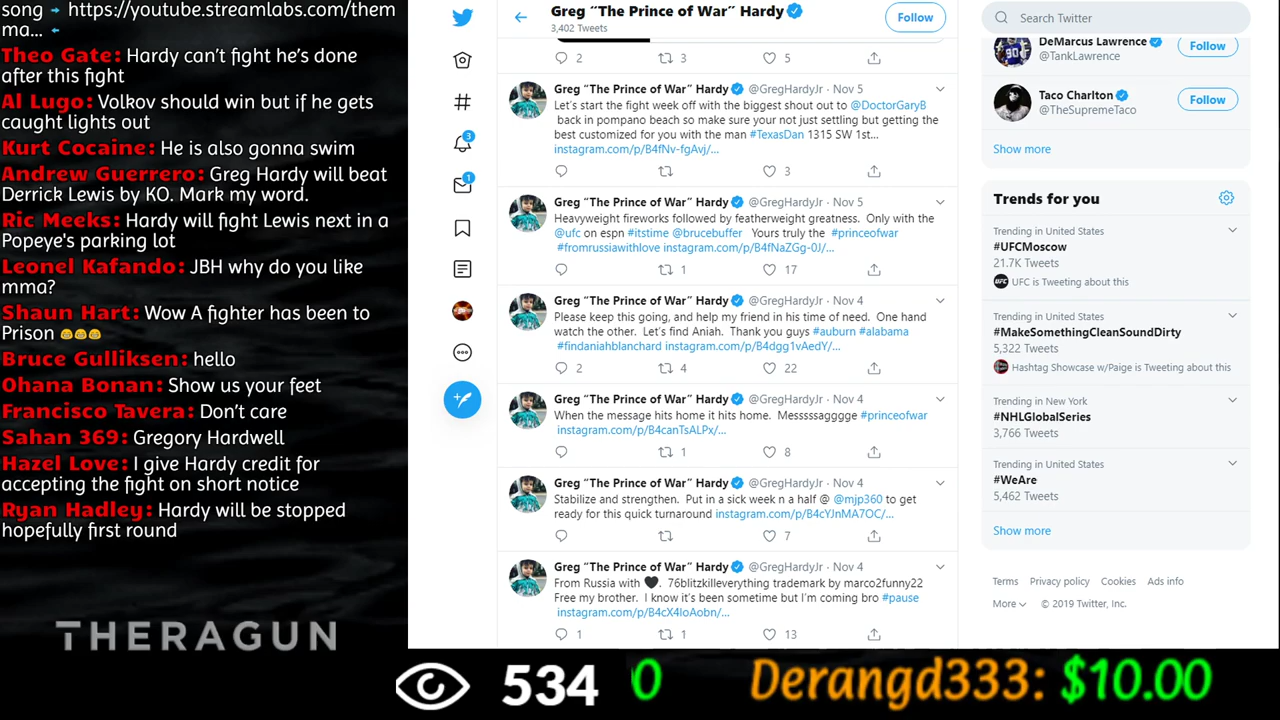 song → https://youtube.streamlabs.com/them
ma... ←
Theo Gate: Hardy can't fight he's done
after this fight
Al Lugo: Volkov should win but if he gets
caught lights out
Kurt Cocaine: He is also gonna swim
Andrew Guerrero: Greg Hardy will beat
Derrick Lewis by KO. Mark my word.
Ric Meeks: Hardy will fight Lewis next in a
Popeye's parking lot
Leonel Kafando: JBH why do you like
mma?
Shaun Hart: Wow A fighter has been to
Prison 😂😂😂
Bruce Gulliksen: hello
Ohana Bonan: Show us your feet
Francisco Tavera: Don't care
Sahan 369: Gregory Hardwell
Hazel Love: I give Hardy credit for
accepting the fight on short notice
Ryan Hadley: Hardy will be stopped
hopefully first round
THERAGUN
Greg "The Prince of War" Hardy
3,402 Tweets
Follow
2 3 5
Greg "The Prince of War" Hardy @GregHardyJr · Nov 5
Let's start the fight week off with the biggest shout out to @DoctorGaryB
back in pompano beach so make sure your not just settling but getting the
best customized for you with the man #TexasDan 1315 SW 1st...
instagram.com/p/B4fNv-fgAvj/...
3
Greg "The Prince of War" Hardy @GregHardyJr · Nov 5
Heavyweight fireworks followed by featherweight greatness. Only with the
@ufc on espn #itstime @brucebuffer Yours truly the #princeofwar
#fromrussiawithlove instagram.com/p/B4fNaZGg-0J/...
1 17
Greg "The Prince of War" Hardy @GregHardyJr · Nov 4
Please keep this going, and help my friend in his time of need. One hand
watch the other. Let's find Aniah. Thank you guys #auburn #alabama
#findaniahblanchard instagram.com/p/B4dgg1vAedY/...
2 4 22
Greg "The Prince of War" Hardy @GregHardyJr · Nov 4
When the message hits home it hits home. Messssagggge #princeofwar
instagram.com/p/B4canTsALPx/...
1 8
Greg "The Prince of War" Hardy @GregHardyJr · Nov 4
Stabilize and strengthen. Put in a sick week n a half @ @mjp360 to get
ready for this quick turnaround instagram.com/p/B4cYJnMA7OC/...
7
Greg "The Prince of War" Hardy @GregHardyJr · Nov 4
From Russia with 🖤. 76blitzkilleverything trademark by marco2funny22
Free my brother. I know it's been sometime but I'm coming bro #pause
instagram.com/p/B4cX4loAobn/...
1 1 13
3
1
Search Twitter
DeMarcus Lawrence
@TankLawrence
Follow
Taco Charlton
@TheSupremeTaco
Follow
Show more
Trends for you
Trending in United States
#UFCMoscow
21.7K Tweets
UFC is Tweeting about this
Trending in United States
#MakeSomethingCleanSoundDirty
5,322 Tweets
Hashtag Showcase w/Paige is Tweeting about this
Trending in New York
#NHLGlobalSeries
3,766 Tweets
Trending in United States
#WeAre
5,462 Tweets
Show more
Terms Privacy policy Cookies Ads info
More © 2019 Twitter, Inc.
534 0 Derangd333: $10.00